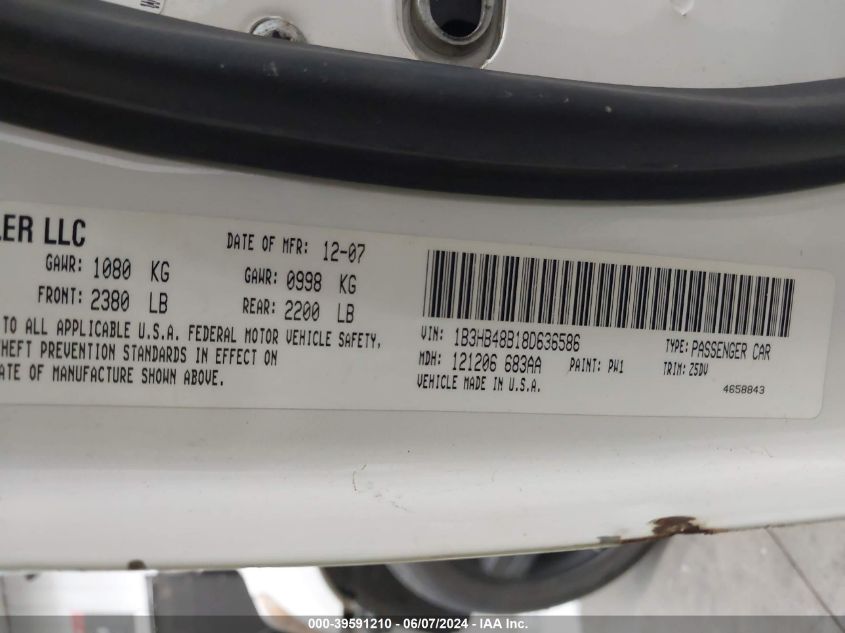 LER LLC
DATE OF MFR: 12-07
GAWR: 1080 KG
GAWR: 0998 KG
FRONT: 2380 LB
REAR: 2200 LB
TO ALL APPLICABLE U.S.A. FEDERAL MOTOR VEHICLE SAFETY,
HEFT PREVENTION STANDARDS IN EFFECT ON
ATE OF MANUFACTURE SHOWN ABOVE.
VIN: 1B3HB48B18D636586
TYPE: PASSENGER CAR
MDH: 121206 683AA
PAINT: PW1
TRIM: Z5DV
VEHICLE MADE IN U.S.A.
4658843
000-39591210 - 06/07/2024 - IAA Inc.